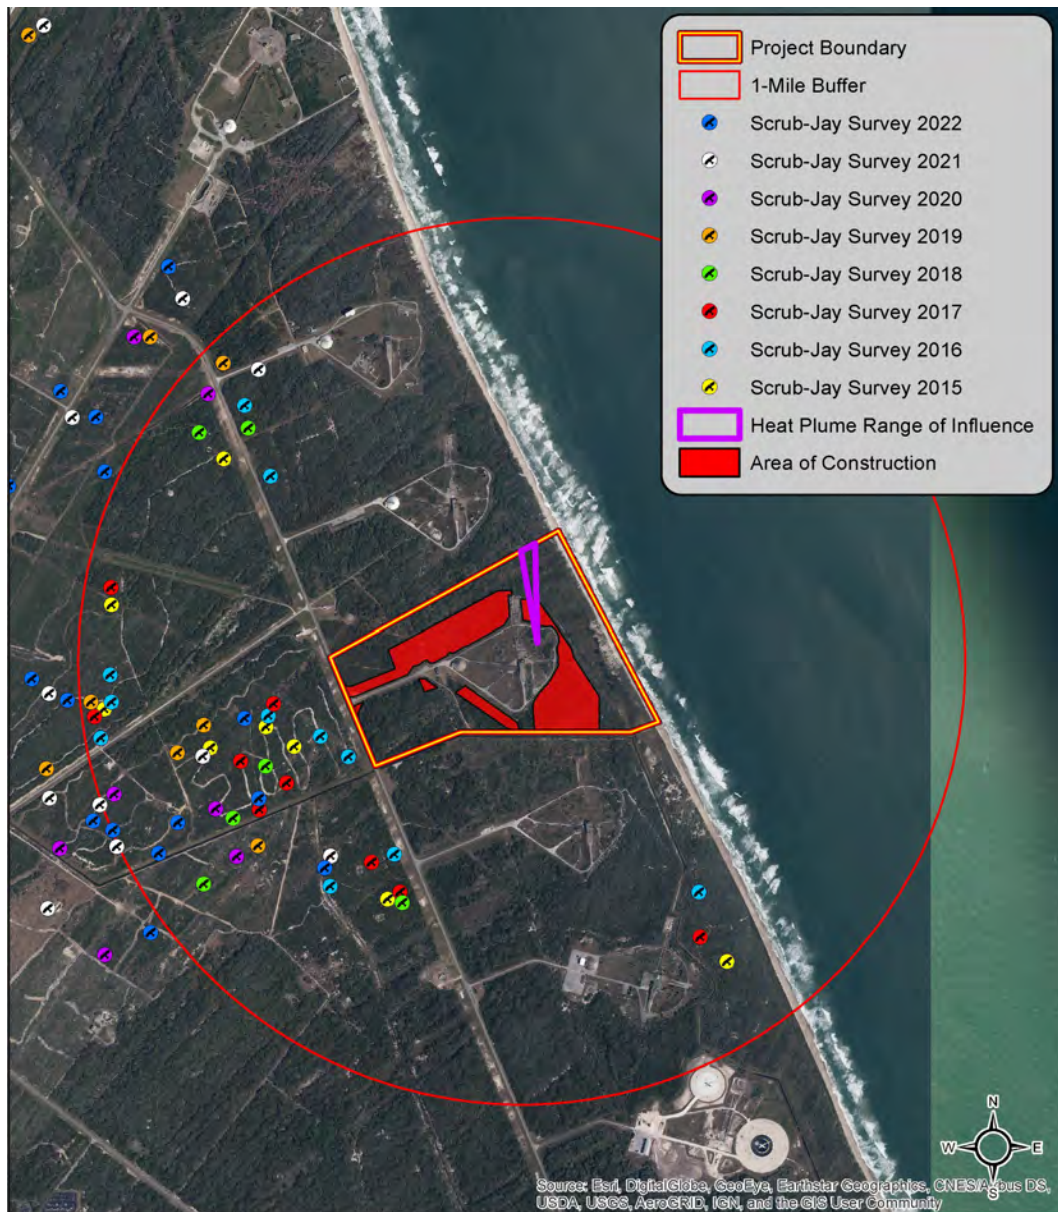 Project Boundary
1-Mile Buffer
Scrub-Jay Survey 2022
Scrub-Jay Survey 2021
Scrub-Jay Survey 2020
Scrub-Jay Survey 2019
Scrub-Jay Survey 2018
Scrub-Jay Survey 2017
Scrub-Jay Survey 2016
Scrub-Jay Survey 2015
Heat Plume Range of Influence
Area of Construction
N
W E
S
Source: Esri, DigitalGlobe, GeoEye, Earthstar Geographics, CNES/Airbus DS,
USDA, USGS, AeroGRID, IGN, and the GIS User Community